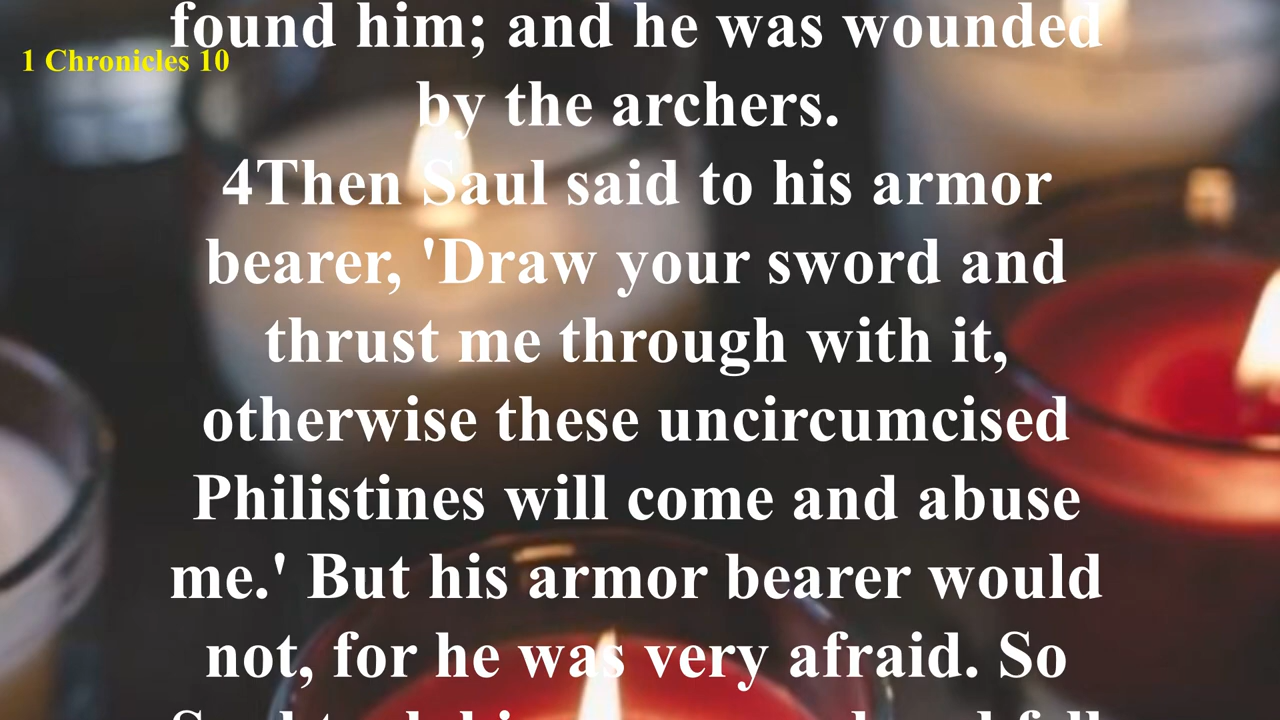 found him; and he was wounded
1 Chronicles 10
by the archers.
4Then Saul said to his armor
bearer, 'Draw your sword and
thrust me through with it,
otherwise these uncircumcised
Philistines will come and abuse
me.' But his armor bearer would
not, for he was very afraid. So